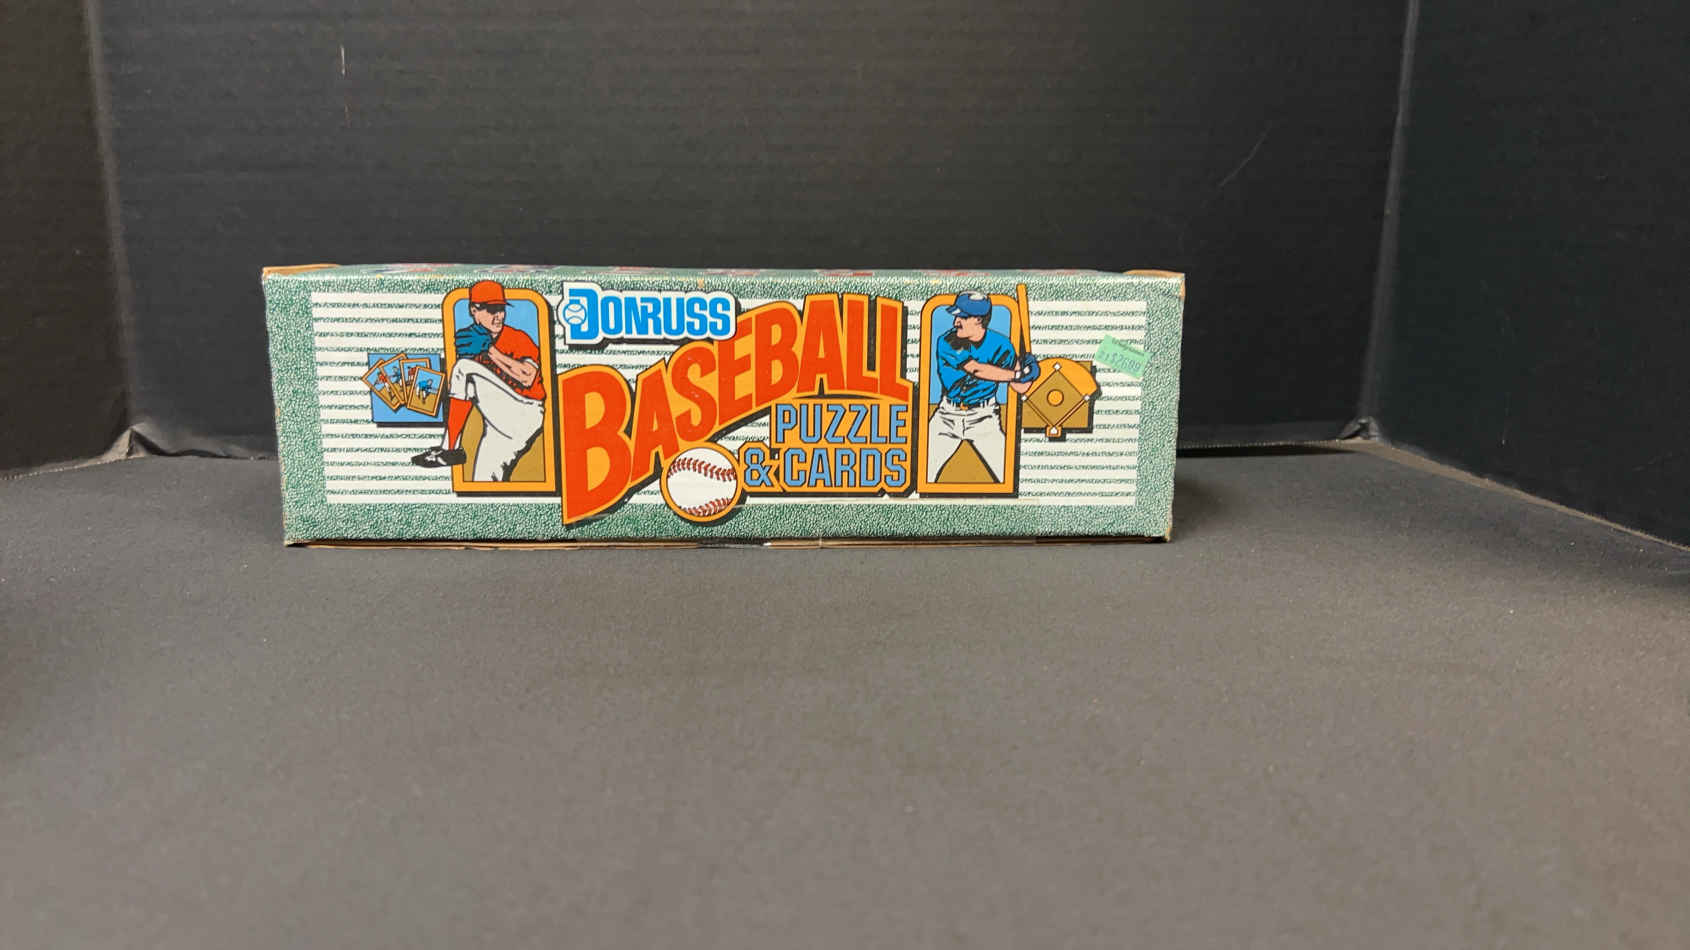 DONRUSS
BASEBALL
PUZZLE
& CARDS